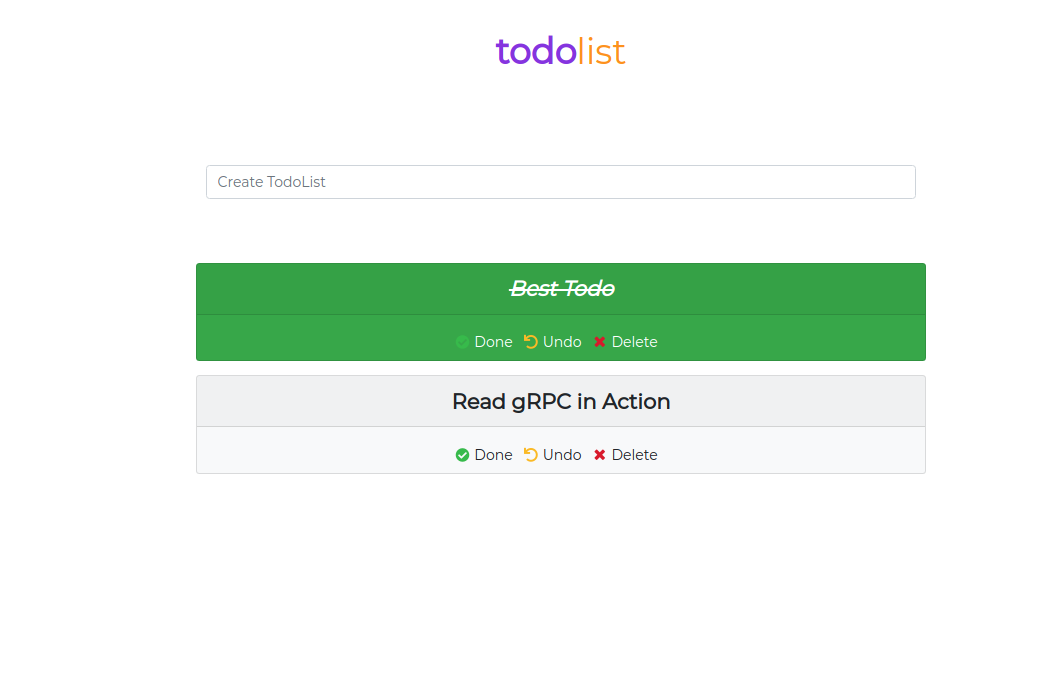 todolist
Create TodoList
Best Todo
Done Undo Delete
Read gRPC in Action
Done Undo Delete